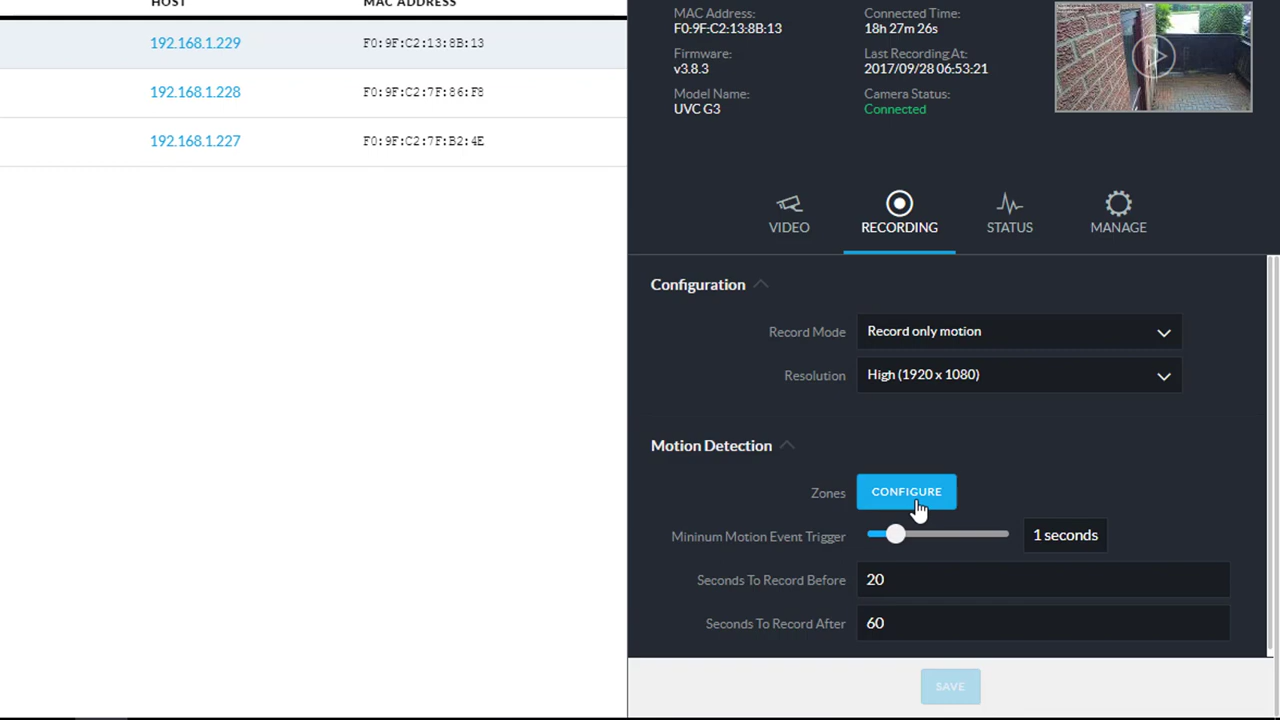 HOST MAC ADDRESS
192.168.1.229 F0:9F:C2:13:8B:13
192.168.1.228 F0:9F:C2:7F:86:F8
192.168.1.227 F0:9F:C2:7F:B2:4E
MAC Address: Connected Time:
F0:9F:C2:13:8B:13 18h 27m 26s
Firmware: Last Recording At:
v3.8.3 2017/09/28 06:53:21
Model Name: Camera Status:
UVC G3 Connected
VIDEO RECORDING STATUS MANAGE
Configuration
Record Mode Record only motion
Resolution High (1920 x 1080)
Motion Detection
Zones CONFIGURE
Mininum Motion Event Trigger 1 seconds
Seconds To Record Before 20
Seconds To Record After 60
SAVE